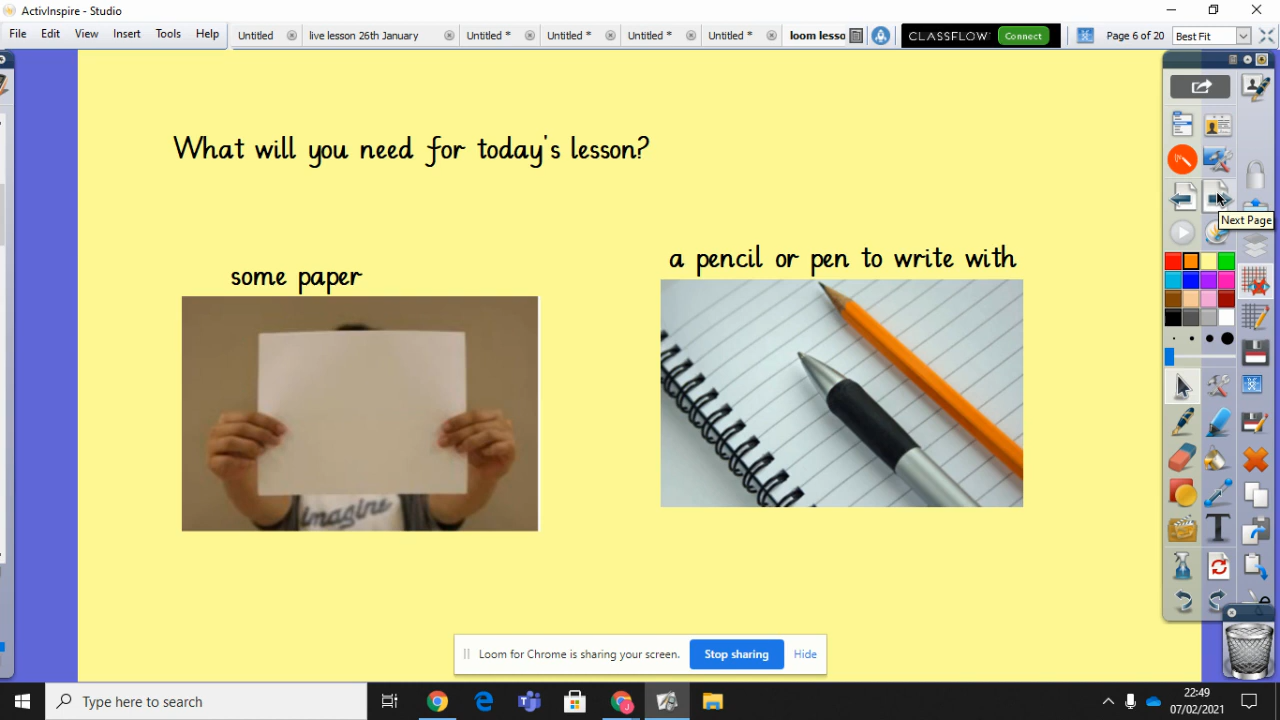 ActivInspire - Studio
File Edit View Insert Tools Help
Untitled live lesson 26th January Untitled * Untitled * Untitled * Untitled * loom lesso
CLASSFLOW Connect
Page 6 of 20 Best Fit
What will you need for today's lesson?
Next Page
some paper
a pencil or pen to write with
imagine
T
Loom for Chrome is sharing your screen. Stop sharing Hide
Type here to search
22:49
07/02/2021